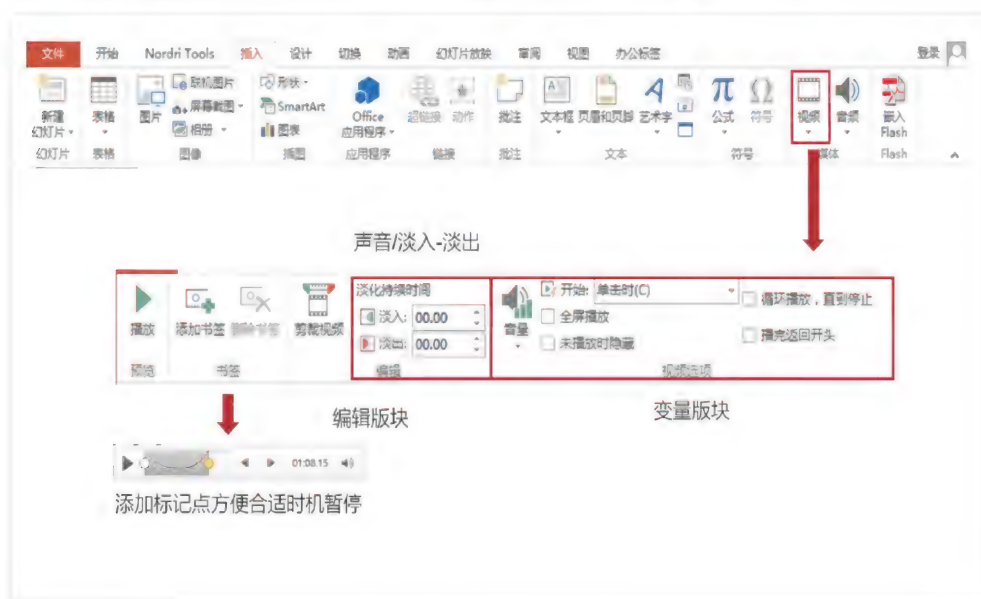 文件 开始 Nordri Tools 插入 设计 切换 动画 幻灯片放映 审阅 视图 办公标签 登录
新建
幻灯片
表格
图片
联机图片
屏幕截图
相册
形状
SmartArt
图表
Office
应用程序
超链接
动作
批注
文本框
页眉和页脚
艺术字
公式
符号
视频
音频
嵌入
Flash
幻灯片 表格 图像 插图 应用程序 链接 批注 文本 符号 媒体 Flash
声音/淡入-淡出
播放
添加书签
删除书签
剪裁视频
淡化持续时间
淡入: 00.00
淡出: 00.00
音量
开始: 单击时(C)
全屏播放
未播放时隐藏
循环播放,直到停止
播完返回开头
预览 书签 编辑 视频选项
编辑版块
变量版块
01:08.15
添加标记点方便合适时机暂停